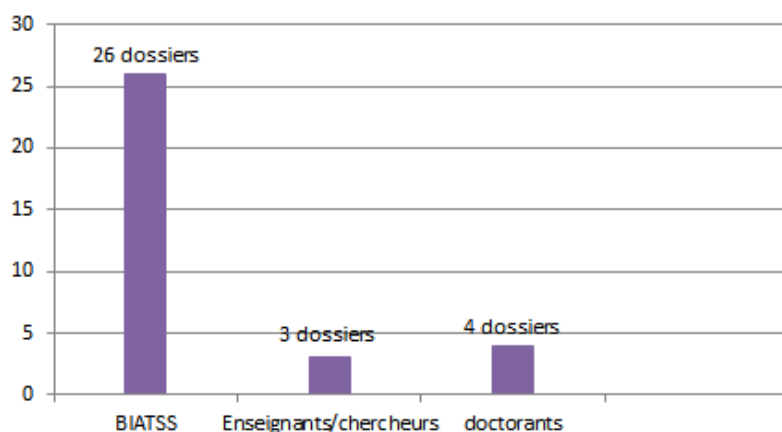 30
26 dossiers
25
20
15
10
5
3 dossiers
4 dossiers
0
BIATSS
Enseignants/chercheurs
doctorants